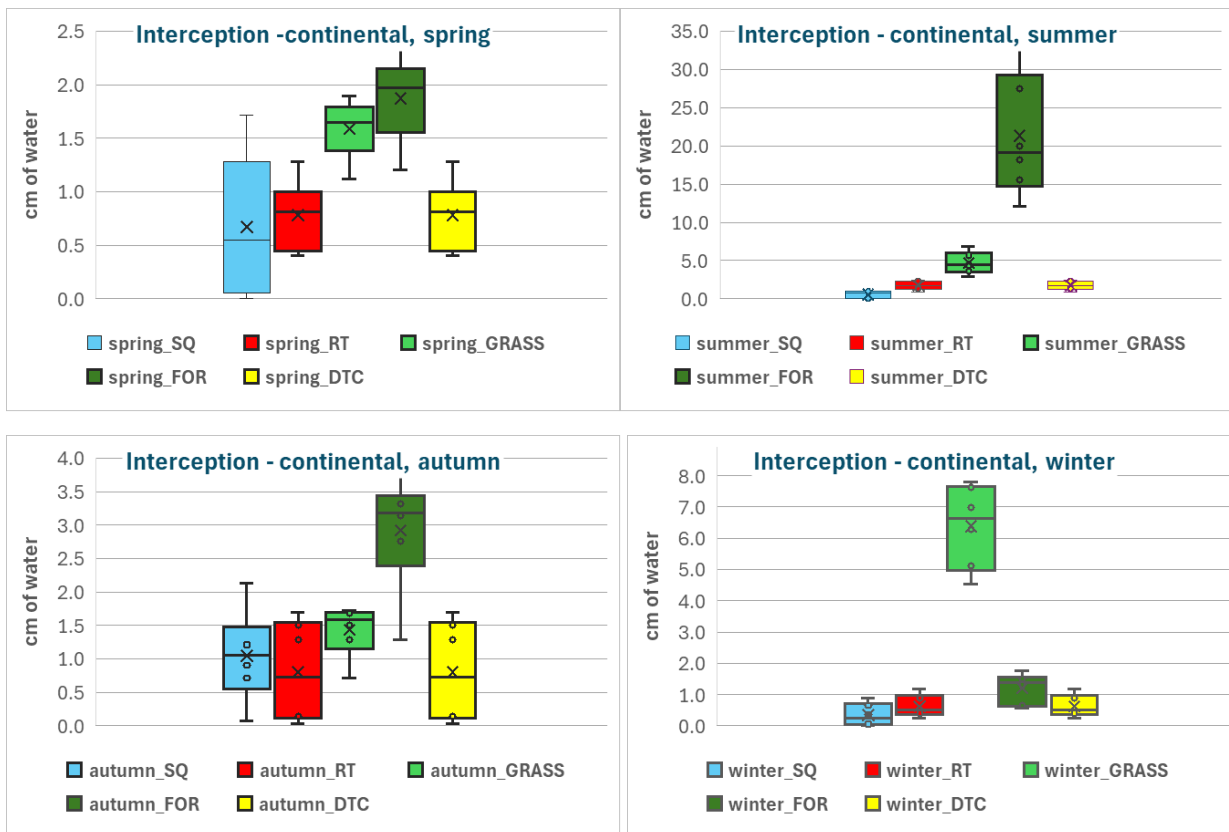 Interception -continental, spring
2.5
2.0
1.5
1.0
0.5
0.0
cm of water
spring_SQ spring_RT spring_GRASS
spring_FOR spring_DTC
Interception - continental, summer
35.0
30.0
25.0
20.0
15.0
10.0
5.0
0.0
cm of water
summer_SQ summer_RT summer_GRASS
summer_FOR summer_DTC
Interception - continental, autumn
4.0
3.5
3.0
2.5
2.0
1.5
1.0
0.5
0.0
cm of water
autumn_SQ autumn_RT autumn_GRASS
autumn_FOR autumn_DTC
Interception - continental, winter
8.0
7.0
6.0
5.0
4.0
3.0
2.0
1.0
0.0
cm of water
winter_SQ winter_RT winter_GRASS
winter_FOR winter_DTC